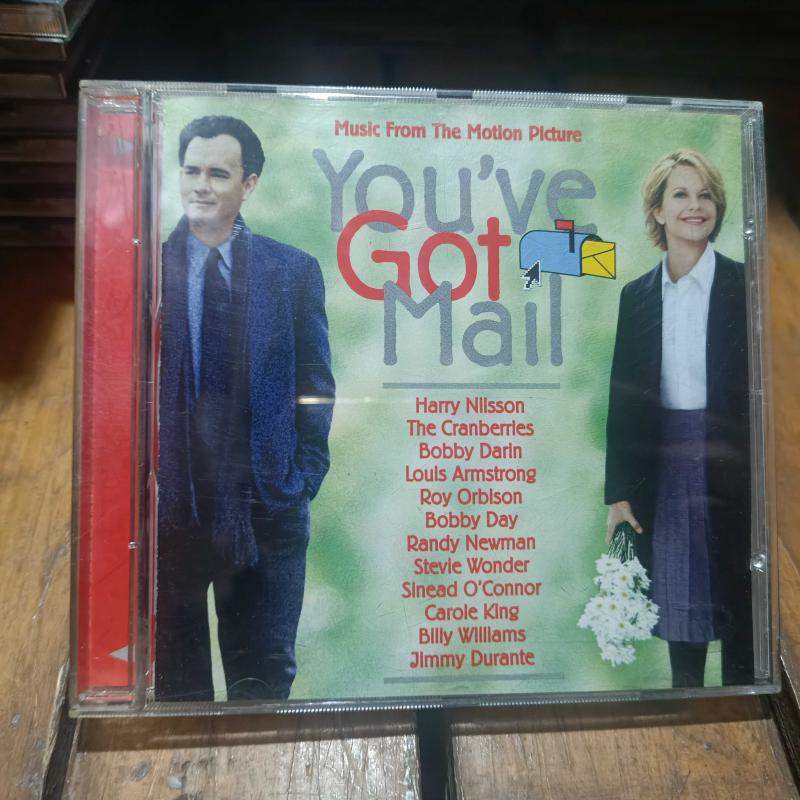 Music From The Motion Picture
You've
Got
Mail
Harry Nilsson
The Cranberries
Bobby Darin
Louis Armstrong
Roy Orbison
Bobby Day
Randy Newman
Stevie Wonder
Sinead O'Connor
Carole King
Billy Williams
Jimmy Durante